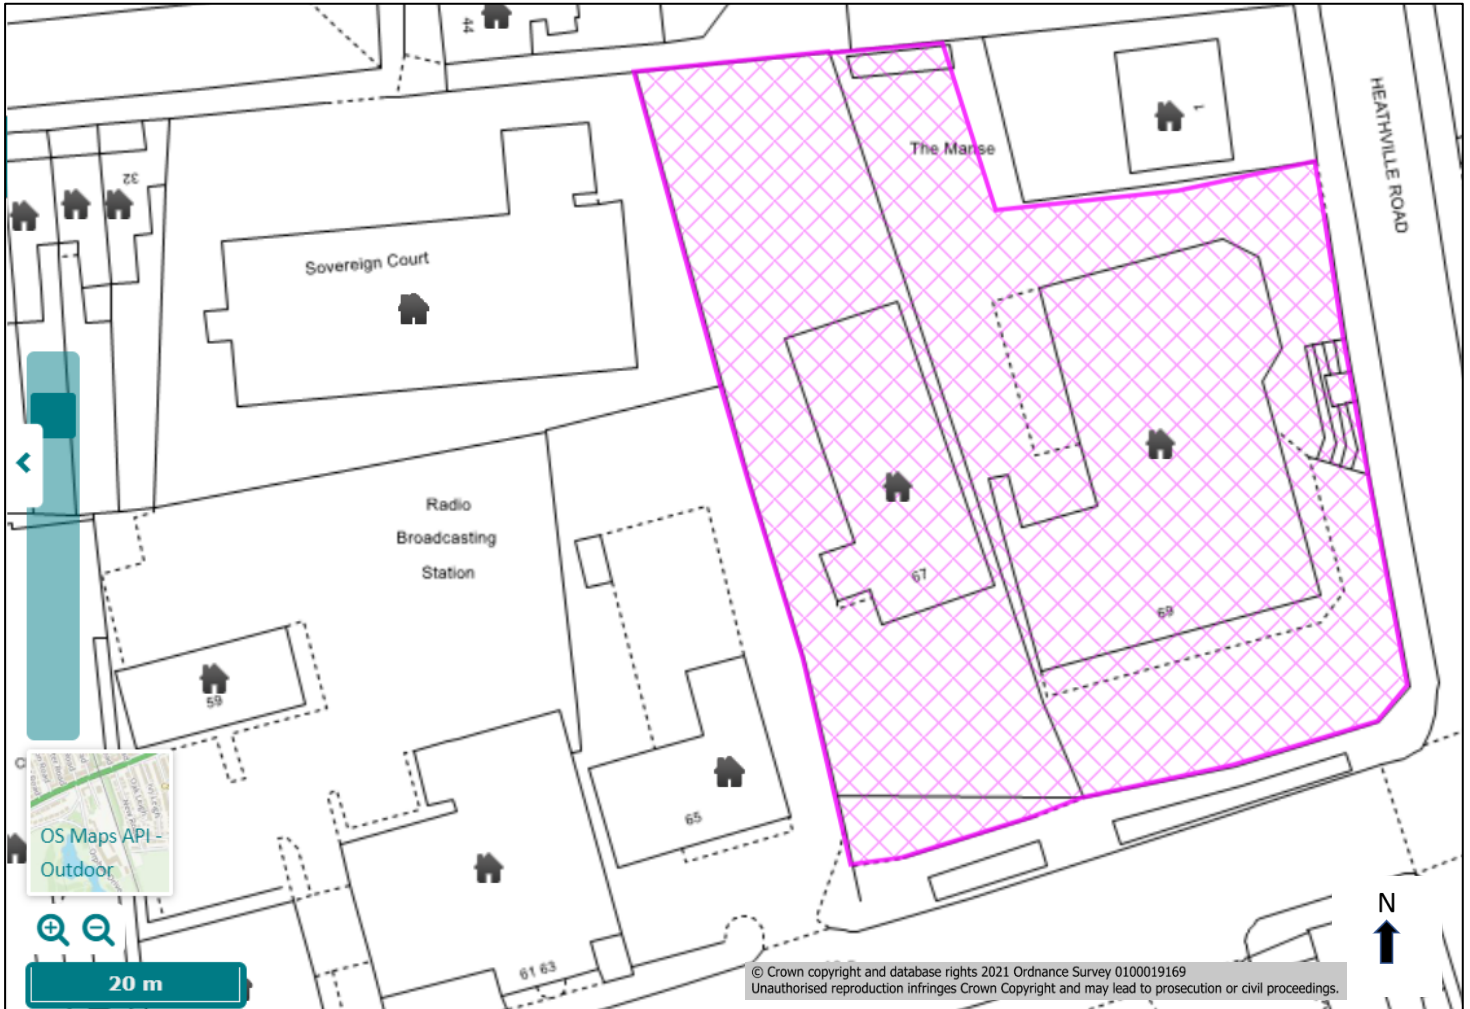 44
HEATHVILLE ROAD
1
The Manse
32
Sovereign Court
Radio
Broadcasting
Station
67
69
59
65
61 63
OS Maps API -
Outdoor
20 m
N
© Crown copyright and database rights 2021 Ordnance Survey 0100019169
Unauthorised reproduction infringes Crown Copyright and may lead to prosecution or civil proceedings.